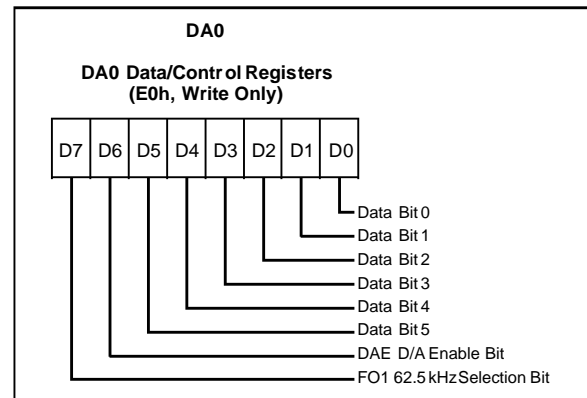 DA0
DA0 Data/Control Registers
(E0h, Write Only)
D7 D6 D5 D4 D3 D2 D1 D0
Data Bit 0
Data Bit 1
Data Bit 2
Data Bit 3
Data Bit 4
Data Bit 5
DAE D/A Enable Bit
FO1 62.5 kHz Selection Bit